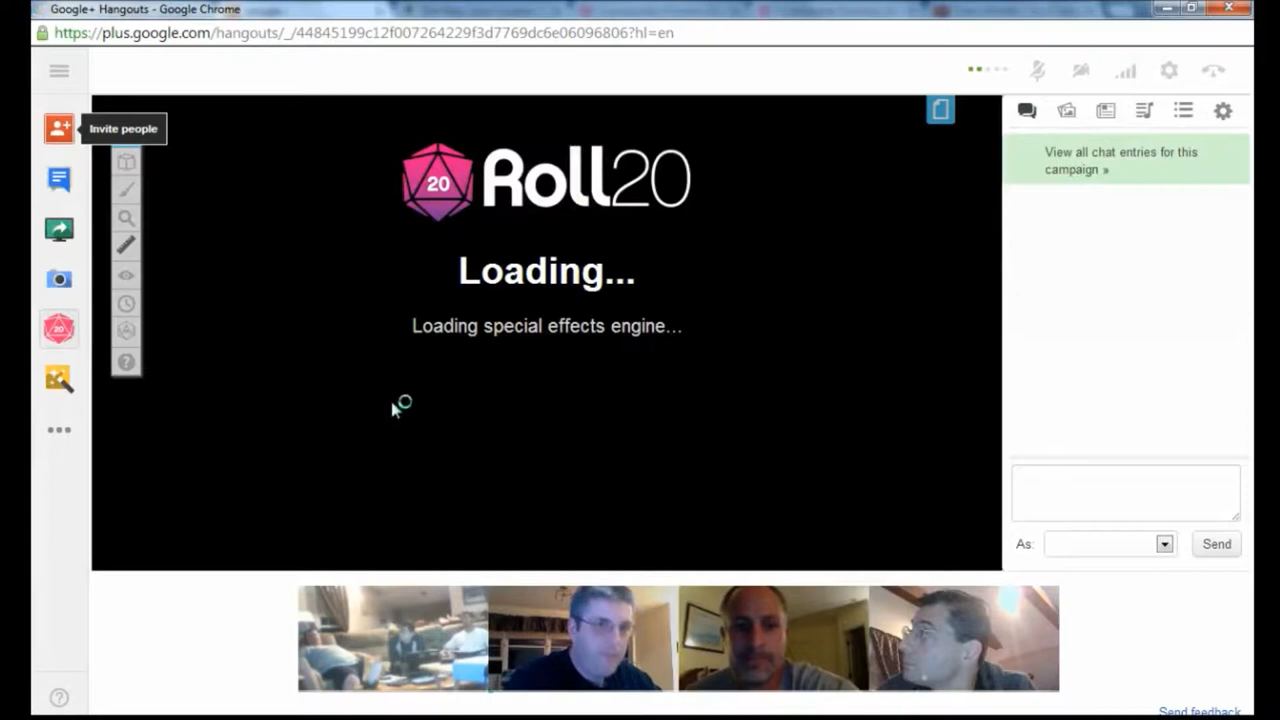 Google+ Hangouts - Google Chrome
https://plus.google.com/hangouts/_/44845199c12f007264229f3d7769dc6e06096806?hl=en
Invite people
20 Roll20
Loading...
Loading special effects engine...
20
View all chat entries for this
campaign »
As:
Send
Send feedback